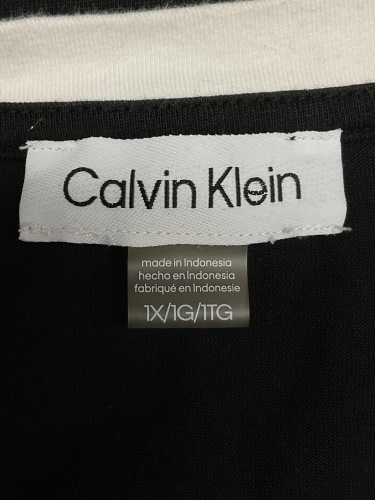 Calvin Klein
made in Indonesia
hecho en Indonesia
fabriqué en Indonesie
1X/1G/1TG